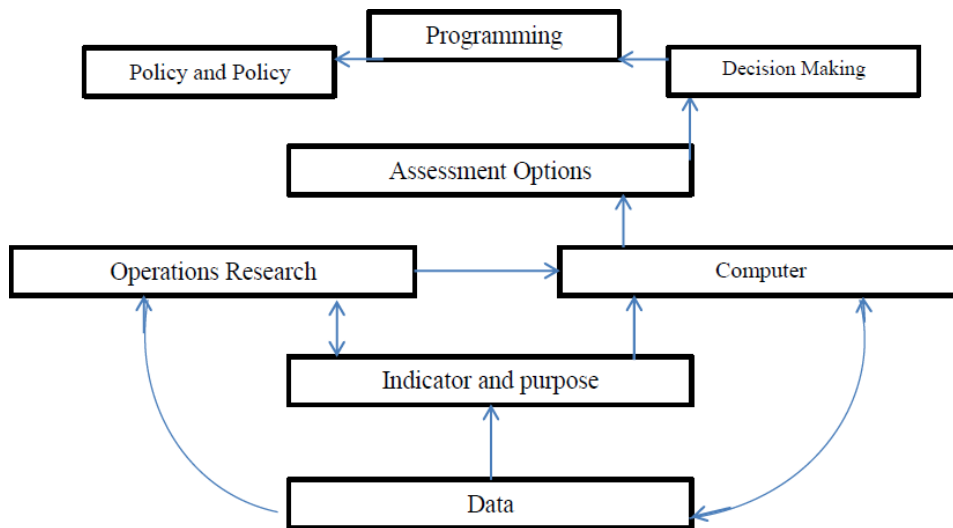 Programming
Policy and Policy
Decision Making
Assessment Options
Operations Research
Computer
Indicator and purpose
Data